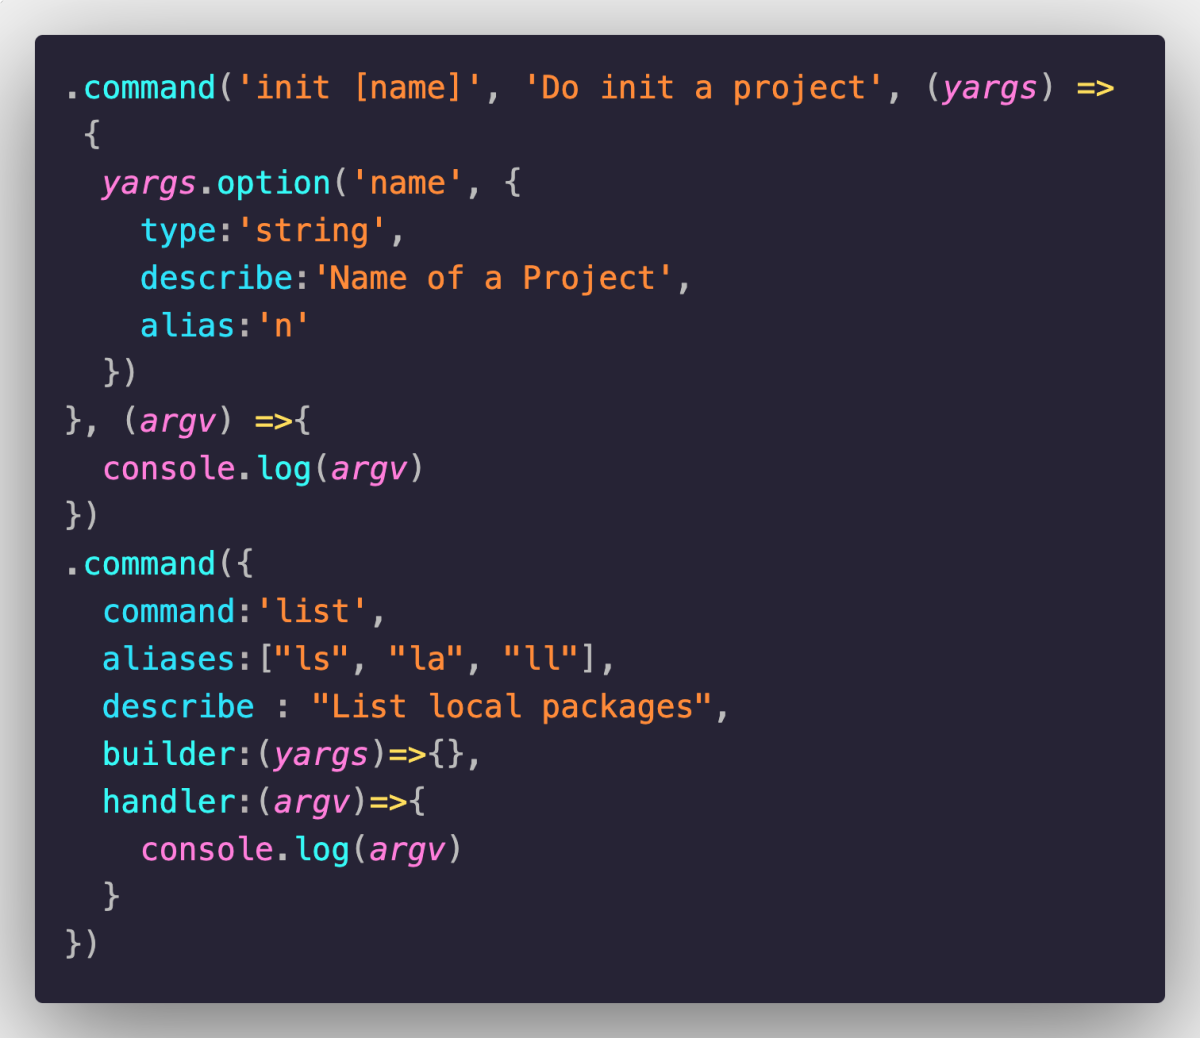 .command('init [name]', 'Do init a project', (yargs) =>
 {
  yargs.option('name', {
    type:'string',
    describe:'Name of a Project',
    alias:'n'
  })
}, (argv) =>{
  console.log(argv)
})
.command({
  command:'list',
  aliases:["ls", "la", "ll"],
  describe : "List local packages",
  builder:(yargs)=>{},
  handler:(argv)=>{
    console.log(argv)
  }
})